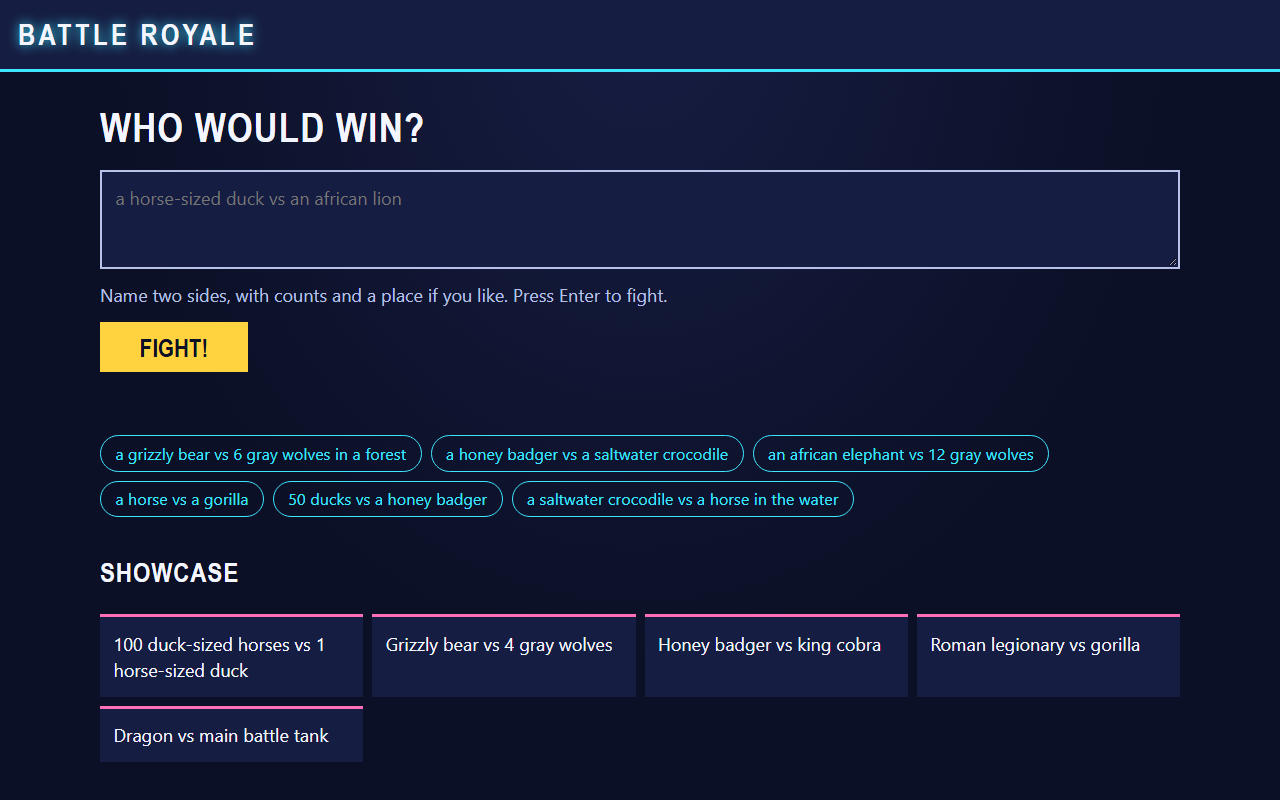 BATTLE ROYALE
WHO WOULD WIN?
a horse-sized duck vs an african lion
Name two sides, with counts and a place if you like. Press Enter to fight.
FIGHT!
a grizzly bear vs 6 gray wolves in a forest
a honey badger vs a saltwater crocodile
an african elephant vs 12 gray wolves
a horse vs a gorilla
50 ducks vs a honey badger
a saltwater crocodile vs a horse in the water
SHOWCASE
100 duck-sized horses vs 1
horse-sized duck
Grizzly bear vs 4 gray wolves
Honey badger vs king cobra
Roman legionary vs gorilla
Dragon vs main battle tank